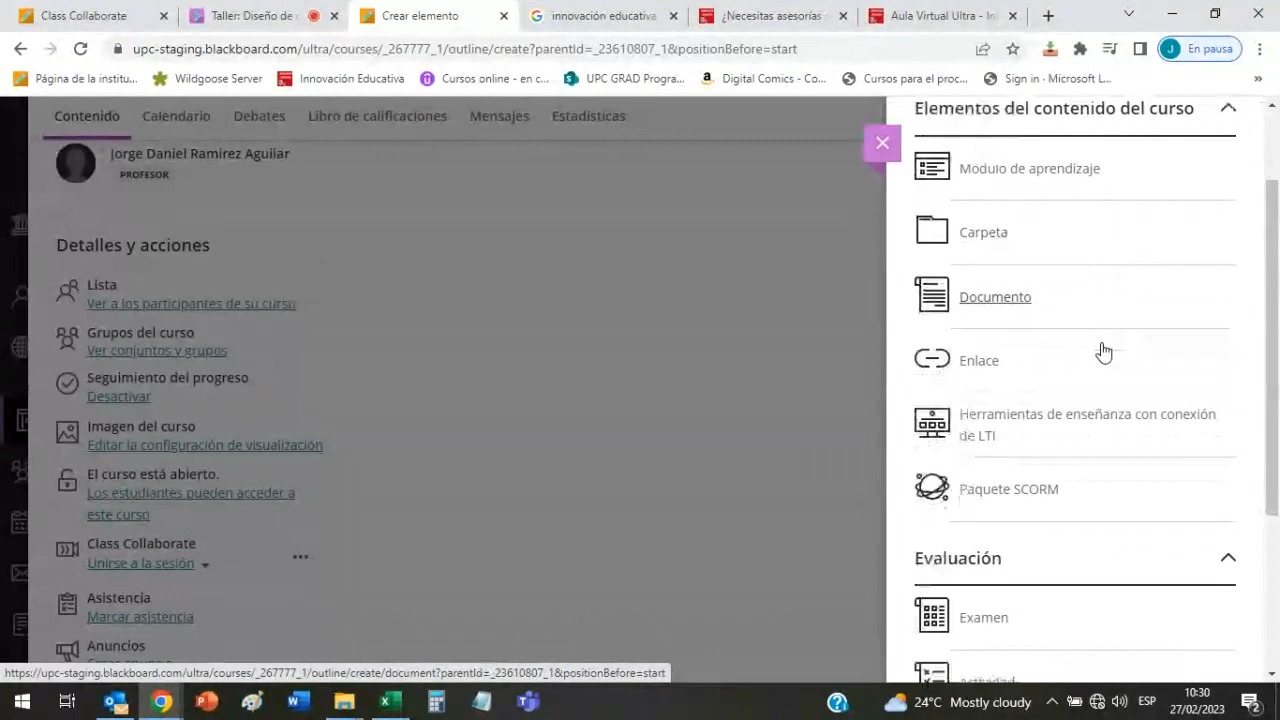 Class Collaborate
Taller: Diseño de
Crear elemento
innovación educativa
¿Necesitas asesorías s
Aula Virtual Ultra - In
upc-staging.blackboard.com/ultra/courses/_267777_1/outline/create?parentId=_23610807_1&positionBefore=start
J
En pausa
Página de la institu...
Wildgoose Server
Innovación Educativa
Cursos online - en c...
UPC GRAD Progra...
Digital Comics - Co...
Cursos para el proc...
Sign in · Microsoft L...
»
Contenido
Calendario
Debates
Libro de calificaciones
Mensajes
Estadísticas
Jorge Daniel Ramirez Aguilar
PROFESOR
Detalles y acciones
Lista
Ver a los participantes de su curso
Grupos del curso
Ver conjuntos y grupos
Seguimiento del progreso
Desactivar
Imagen del curso
Editar la configuración de visualización
El curso está abierto.
Los estudiantes pueden acceder a
este curso
Class Collaborate
Unirse a la sesión
Asistencia
Marcar asistencia
Anuncios
Elementos del contenido del curso
Módulo de aprendizaje
Carpeta
Documento
Enlace
Herramientas de enseñanza con conexión
de LTI
Paquete SCORM
Evaluación
Examen
Actividad
https://upc-staging.blackboard.com/ultra/courses/_267777_1/outline/create/document?parentId=_23610807_1&positionBefore=start
24°C Mostly cloudy
ESP
10:30
27/02/2023
2